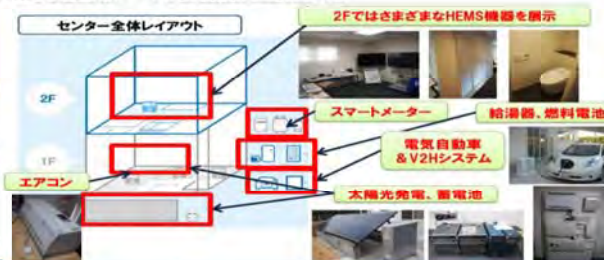 センター全体レイアウト
2Fではさまざまなhems機器を展示
2F
スマートメーター
給湯器、燃料電池
1F
電気自動車
&V2Hシステム
エアコン
太陽光発電、蓄電池